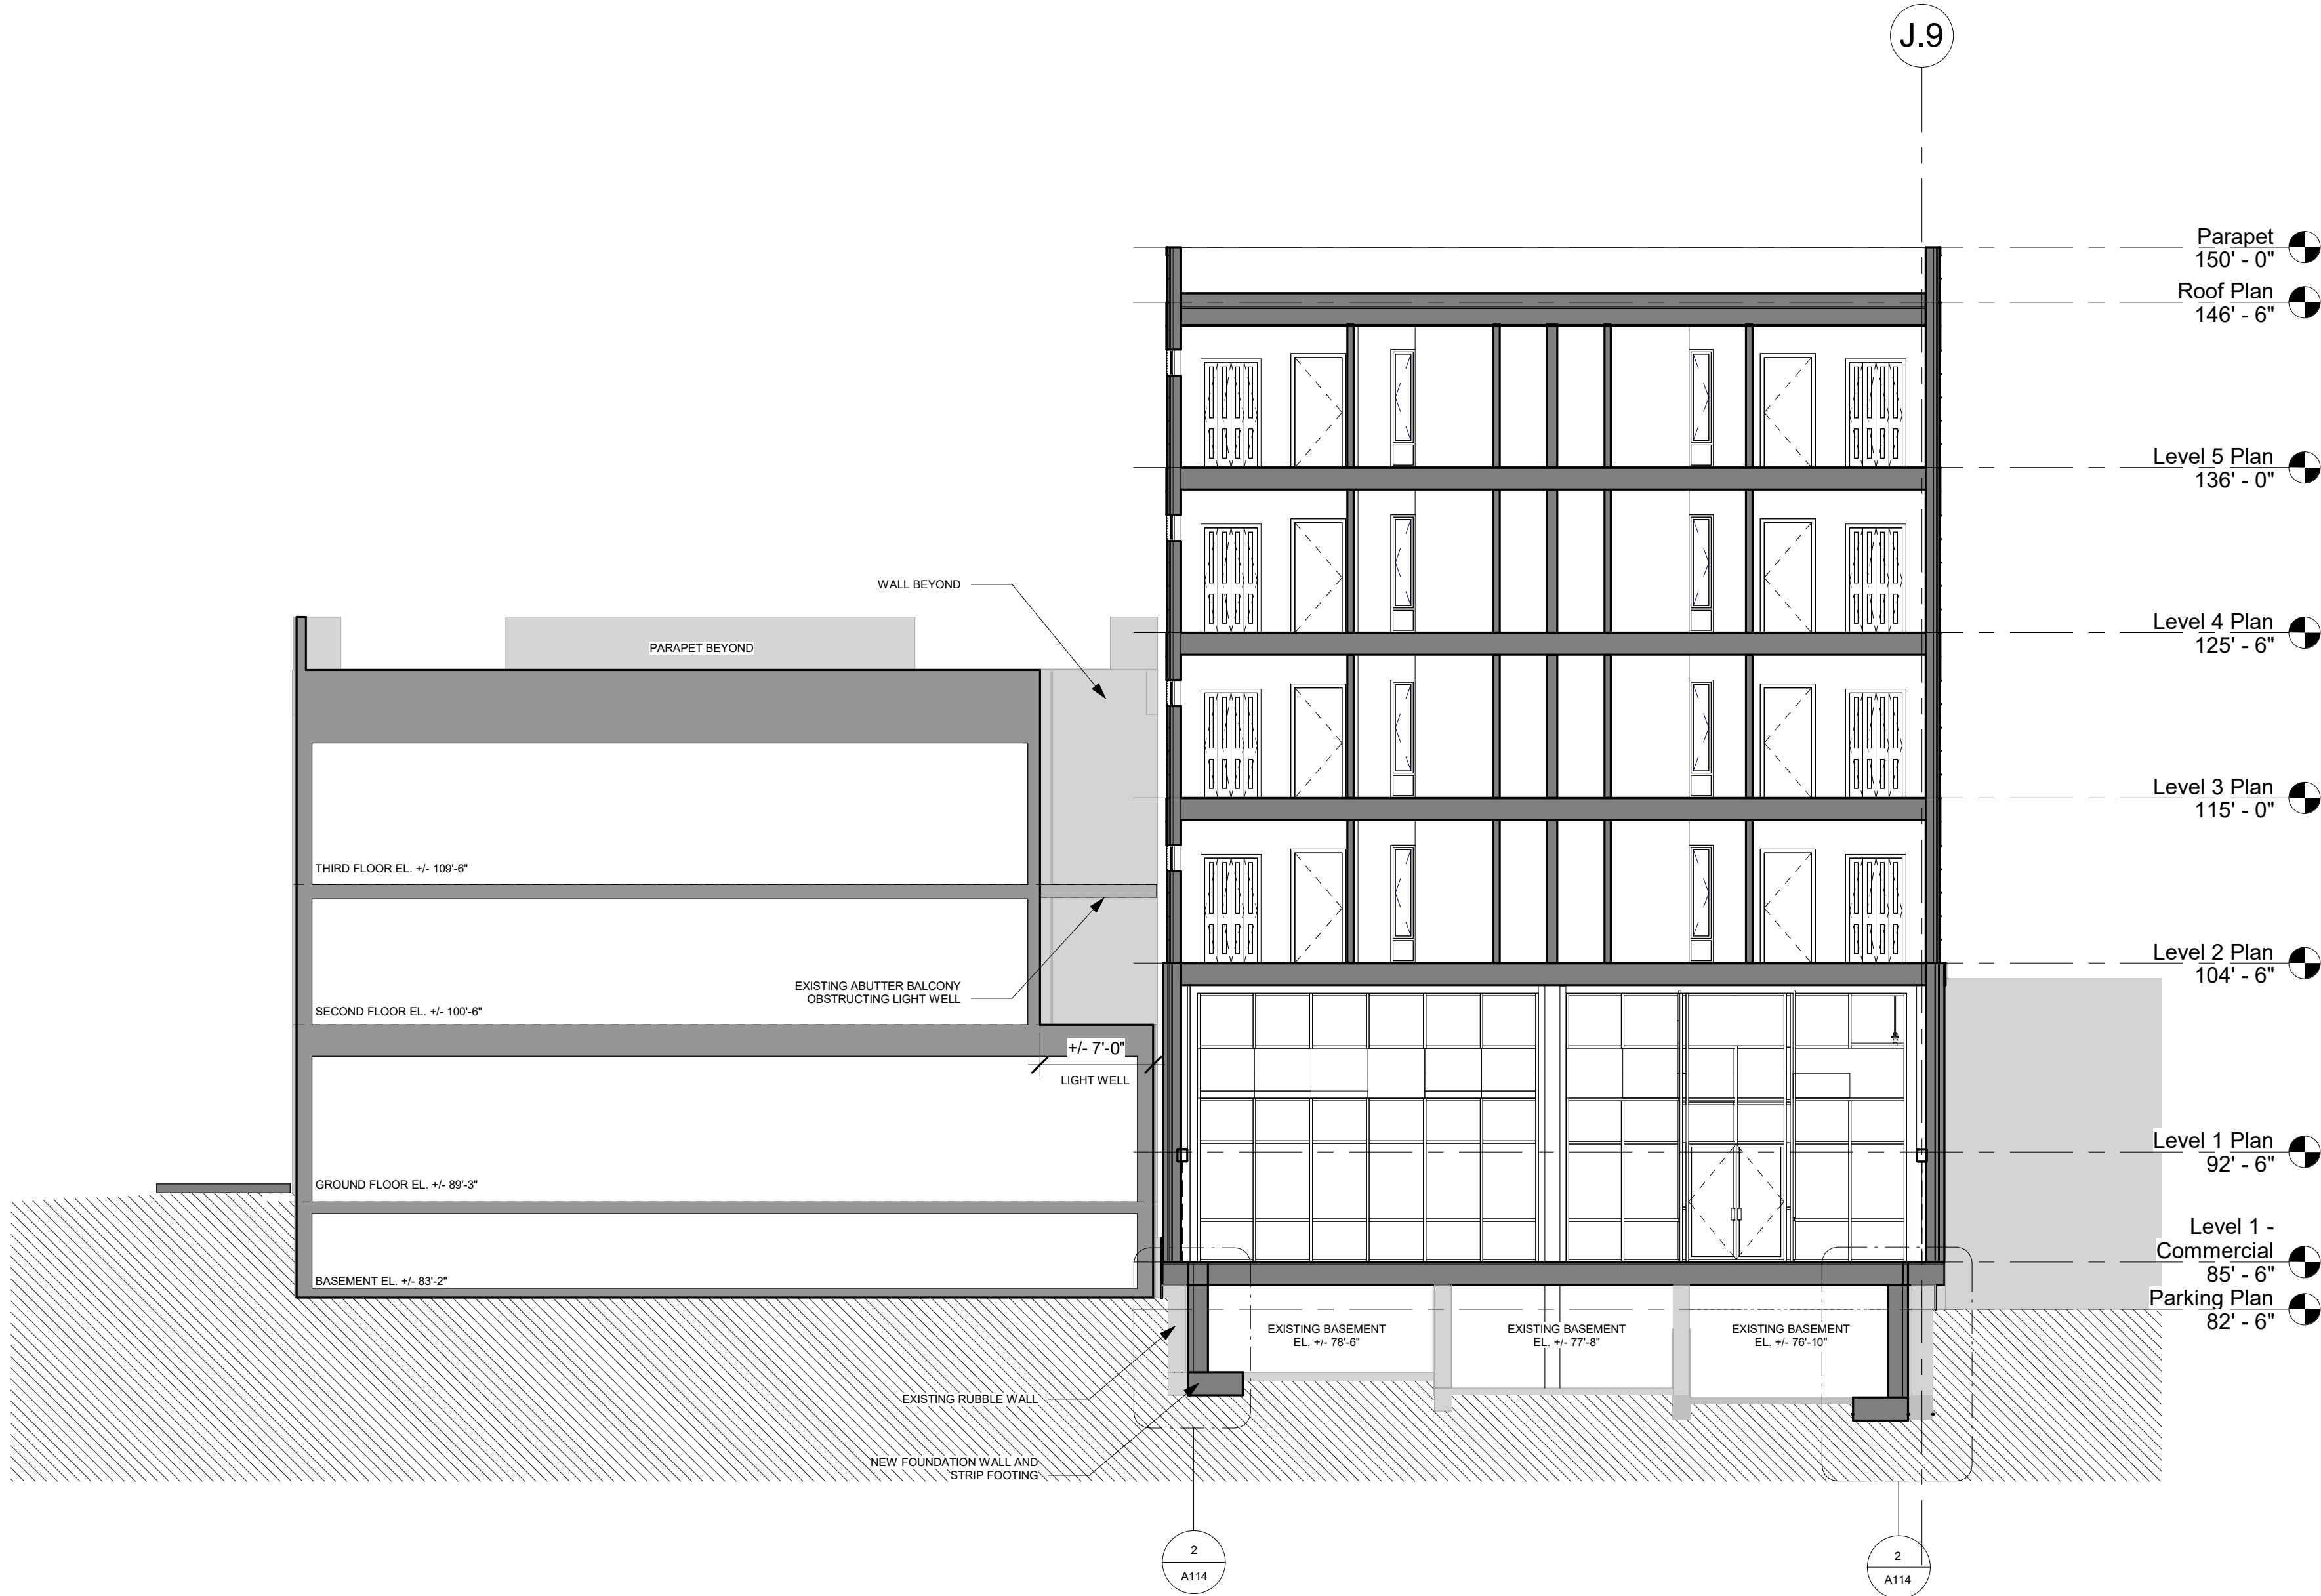 J.9
Parapet
150' - 0"
Roof Plan
146' - 6"
Level 5 Plan
136' - 0"
WALL BEYOND
Level 4 Plan
125' - 6"
PARAPET BEYOND
Level 3 Plan
115' - 0"
THIRD FLOOR EL. +/- 109'-6"
Level 2 Plan
104' - 6"
EXISTING ABUTTER BALCONY
OBSTRUCTING LIGHT WELL
SECOND FLOOR EL. +/- 100'-6"
+/- 7'-0"
LIGHT WELL
Level 1 Plan
92' - 6"
GROUND FLOOR EL. +/- 89'-3"
Level 1 -
Commercial
85' - 6"
BASEMENT EL. +/- 83'-2"
Parking Plan
82' - 6"
EXISTING BASEMENT
EL. +/- 78'-6"
EXISTING BASEMENT
EL. +/- 77'-8"
EXISTING BASEMENT
EL. +/- 76'-10"
EXISTING RUBBLE WALL
NEW FOUNDATION WALL AND
STRIP FOOTING
2
A114
2
A114